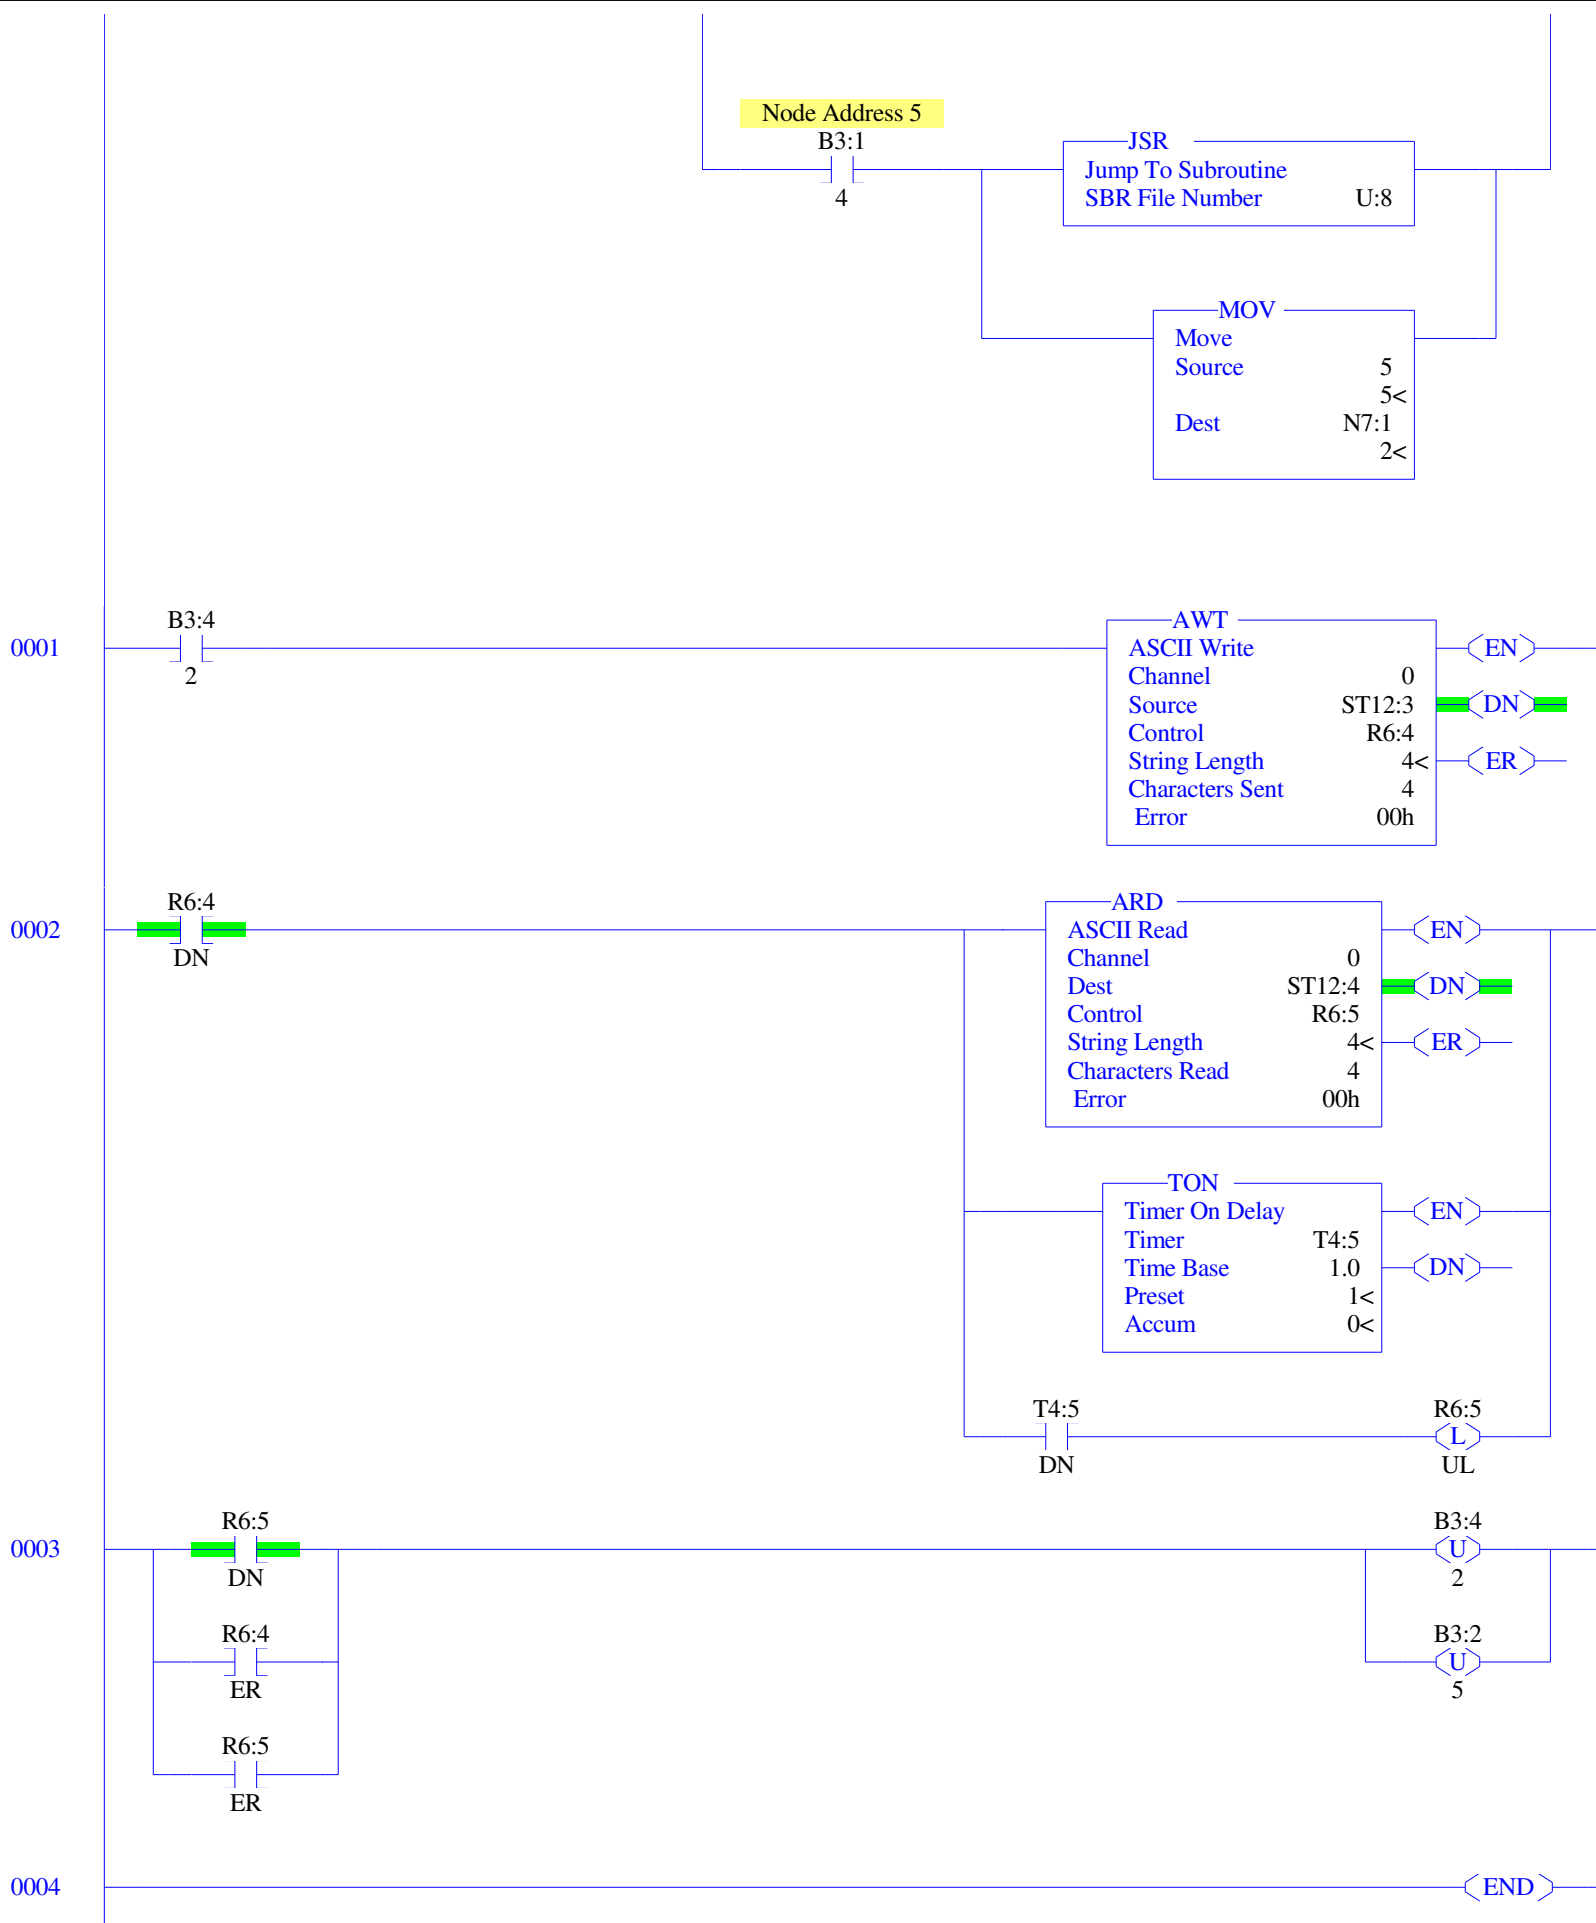 Node Address 5
B3:1
4
JSR
Jump To Subroutine
SBR File Number U:8
MOV
Move
Source 5
5<
Dest N7:1
2<
0001
B3:4
2
AWT
ASCII Write
Channel 0
Source ST12:3
Control R6:4
String Length 4<
Characters Sent 4
Error 00h
EN
DN
ER
0002
R6:4
DN
ARD
ASCII Read
Channel 0
Dest ST12:4
Control R6:5
String Length 4<
Characters Read 4
Error 00h
EN
DN
ER
TON
Timer On Delay
Timer T4:5
Time Base 1.0
Preset 1<
Accum 0<
EN
DN
T4:5
DN
R6:5
L
UL
0003
R6:5
DN
R6:4
ER
R6:5
ER
B3:4
U
2
B3:2
U
5
0004
END